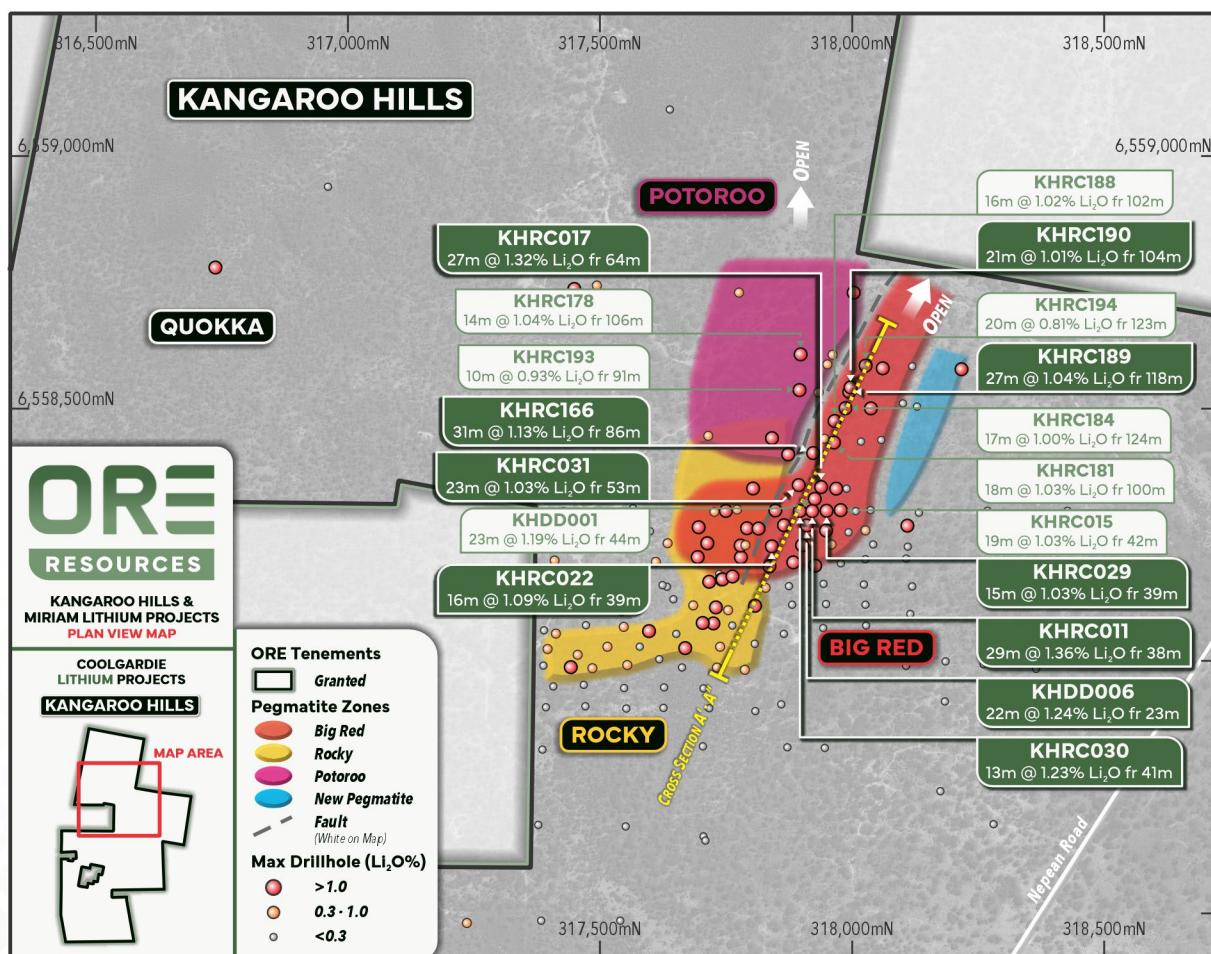 316,500mN
317,000mN
317,500mN
318,000mN
318,500mN
KANGAROO HILLS
6,559,000mN
6,559,000mN
OPEN
POTOROO
KHRC188
16m @ 1.02% Li₂O fr 102m
KHRC017
27m @ 1.32% Li₂O fr 64m
KHRC190
21m @ 1.01% Li₂O fr 104m
QUOKKA
KHRC178
14m @ 1.04% Li₂O fr 106m
OPEN
KHRC194
20m @ 0.81% Li₂O fr 123m
KHRC193
10m @ 0.93% Li₂O fr 91m
KHRC189
27m @ 1.04% Li₂O fr 118m
6,558,500mN
KHRC166
31m @ 1.13% Li₂O fr 86m
KHRC184
17m @ 1.00% Li₂O fr 124m
KHRC031
23m @ 1.03% Li₂O fr 53m
KHRC181
18m @ 1.03% Li₂O fr 100m
KHDD001
23m @ 1.19% Li₂O fr 44m
KHRC015
19m @ 1.03% Li₂O fr 42m
KHRC022
16m @ 1.09% Li₂O fr 39m
KHRC029
15m @ 1.03% Li₂O fr 39m
BIG RED
KHRC011
29m @ 1.36% Li₂O fr 38m
KHDD006
22m @ 1.24% Li₂O fr 23m
KHRC030
13m @ 1.23% Li₂O fr 41m
ROCKY
CROSS SECTION A' - A"
Nepean Road
ORE
RESOURCES
KANGAROO HILLS &
MIRIAM LITHIUM PROJECTS
PLAN VIEW MAP
COOLGARDIE
LITHIUM PROJECTS
KANGAROO HILLS
MAP AREA
ORE Tenements
Granted
Pegmatite Zones
Big Red
Rocky
Potoroo
New Pegmatite
Fault
(White on Map)
Max Drillhole (Li₂O%)
>1.0
0.3 - 1.0
<0.3
317,500mN
318,000mN
318,500mN